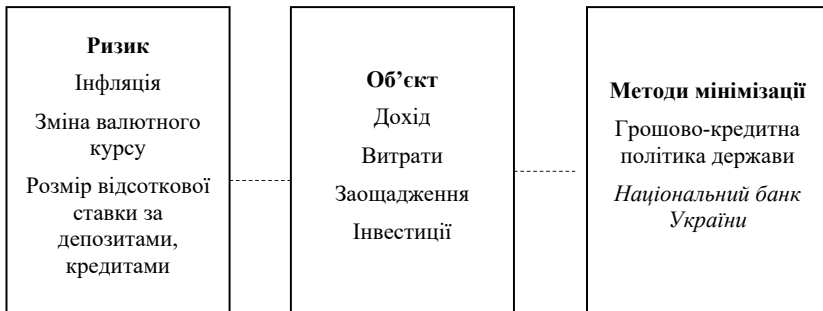 Ризик
Інфляція
Зміна валютного
курсу
Розмір відсоткової
ставки за
депозитами,
кредитами
Об’єкт
Дохід
Витрати
Заощадження
Інвестиції
Методи мінімізації
Грошово-кредитна
політика держави
Національний банк
України